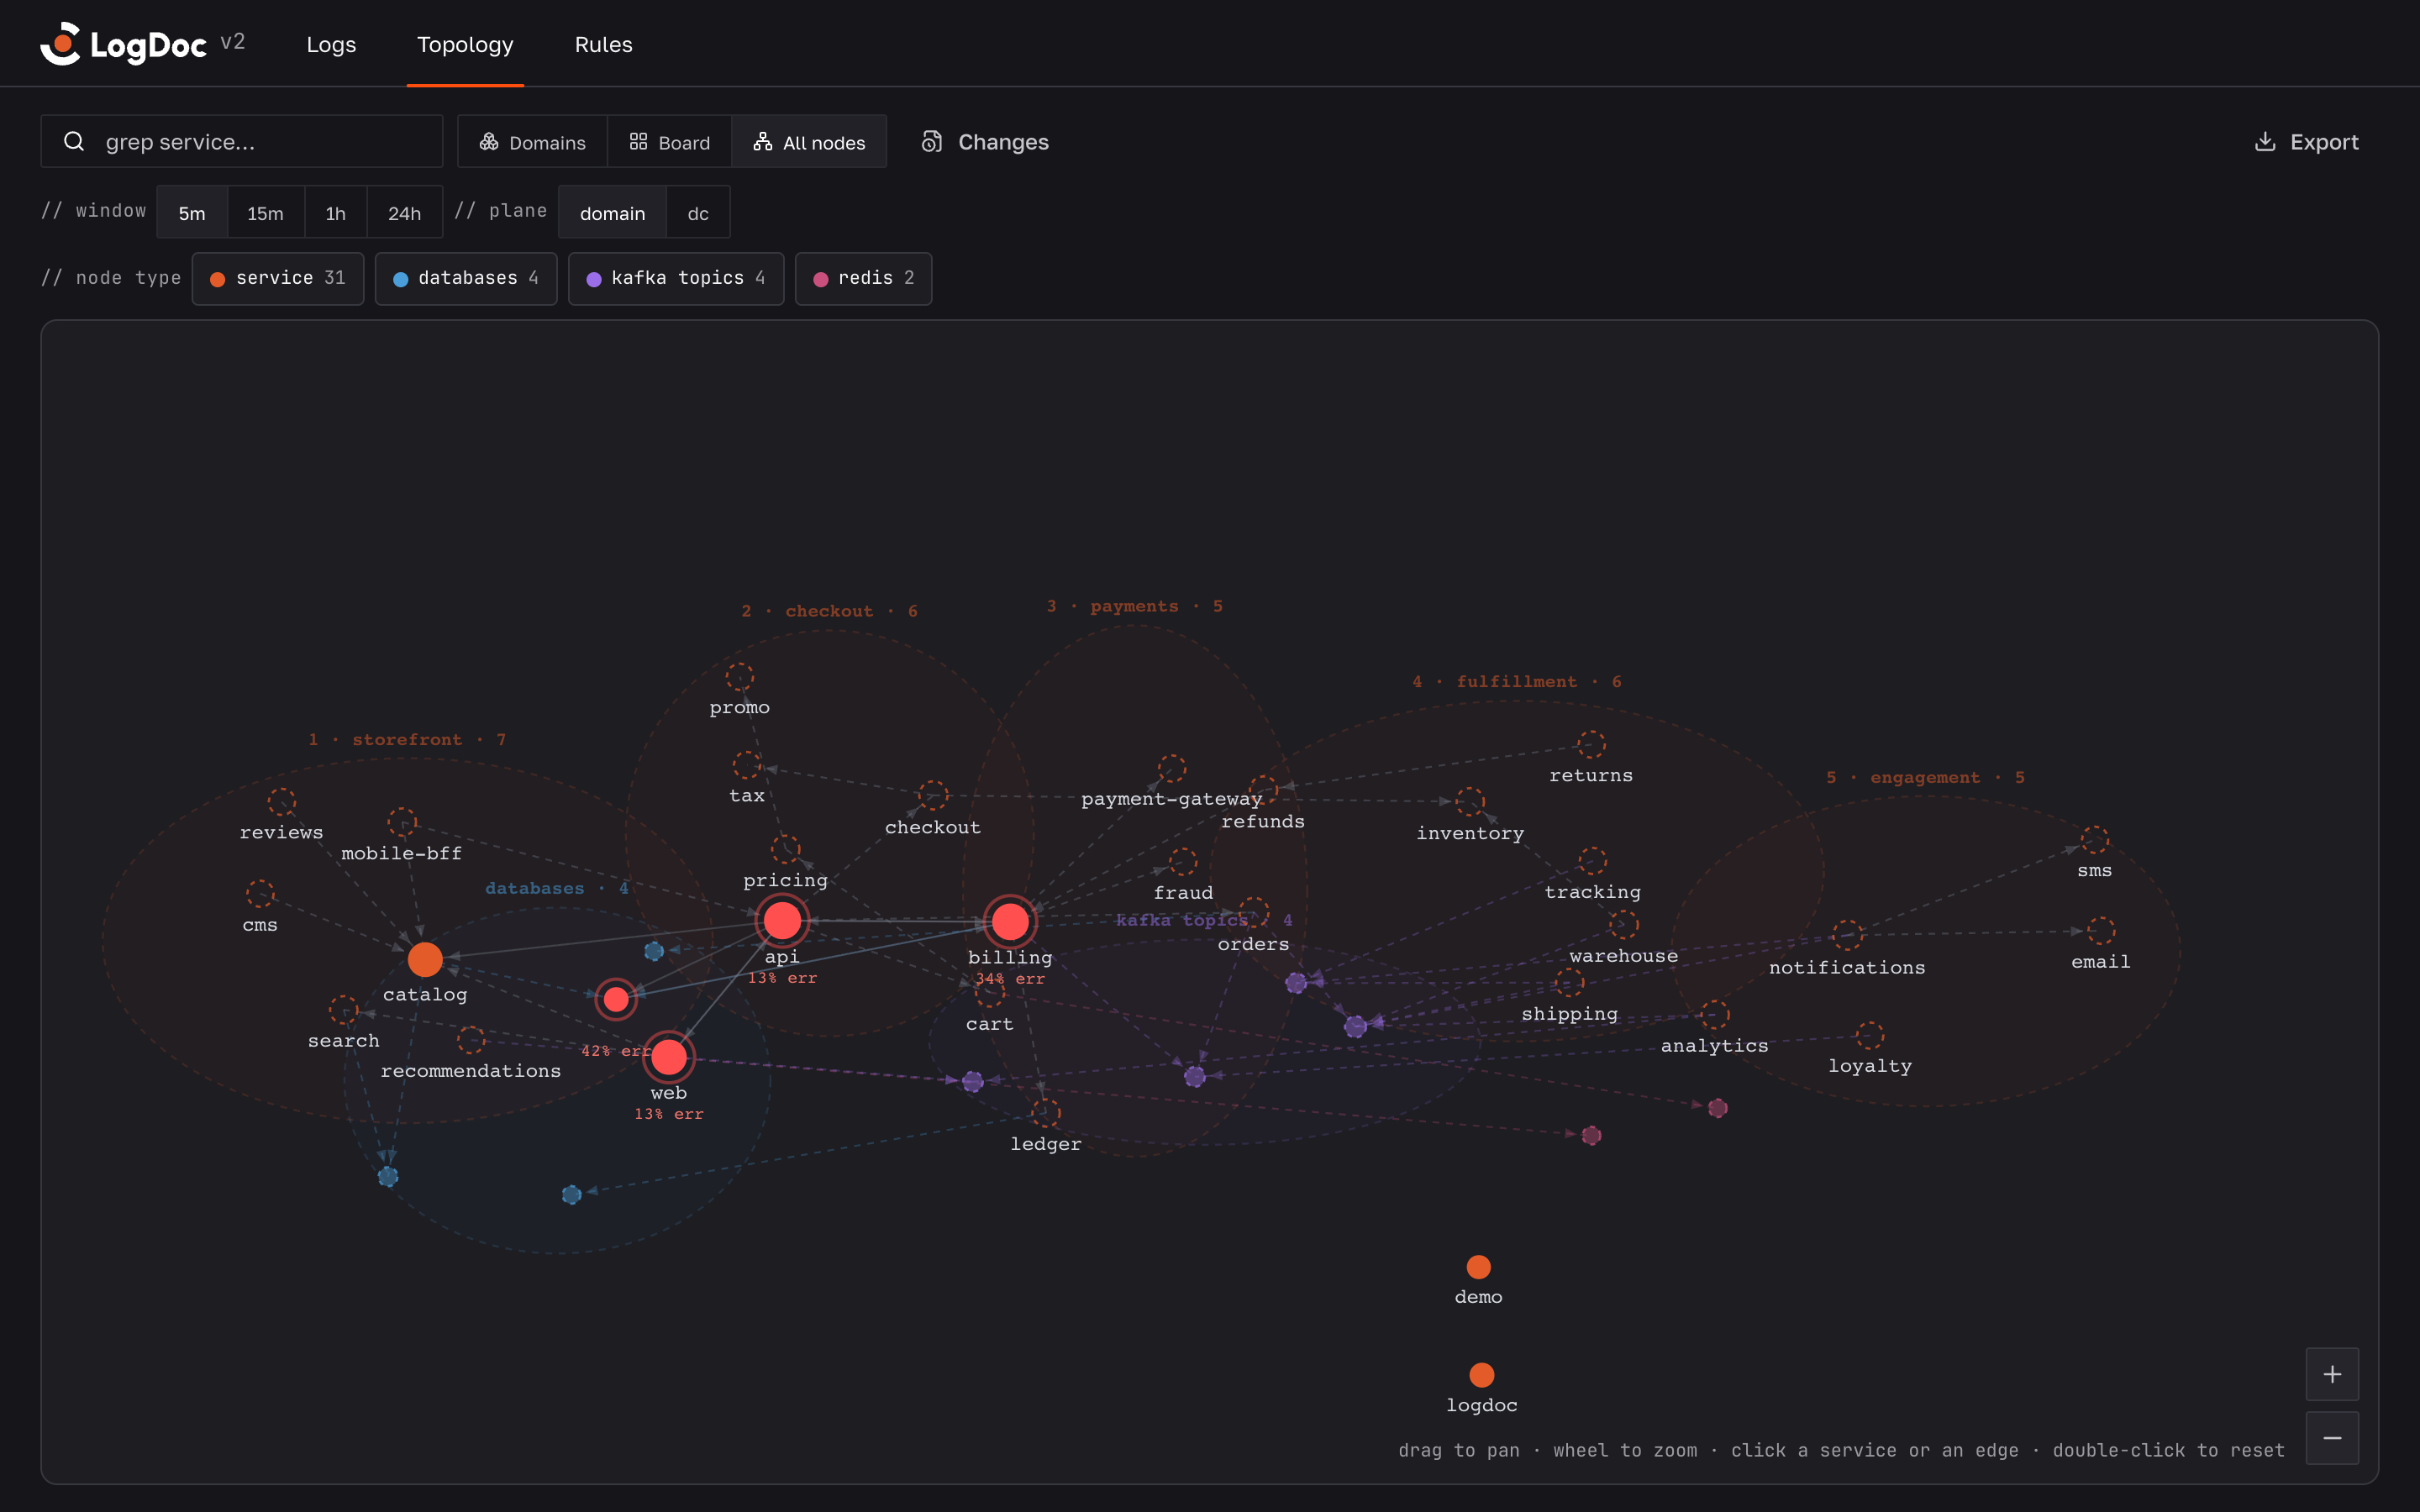 LogDoc v2
Logs
Topology
Rules
grep service...
Domains
Board
All nodes
Changes
Export
// window
5m
15m
1h
24h
// plane
domain
dc
// node type
service 31
databases 4
kafka topics 4
redis 2
3 · payments · 5
2 · checkout · 6
4 · fulfillment · 6
promo
1 · storefront · 7
returns
5 · engagement · 5
tax
payment-gateway
refunds
checkout
reviews
inventory
mobile-bff
sms
pricing
databases · 4
fraud
tracking
cms
kafka topics · 4
orders
api
13% err
billing
34% err
warehouse
email
notifications
catalog
shipping
cart
search
analytics
42% err
recommendations
loyalty
web
13% err
ledger
demo
logdoc
drag to pan · wheel to zoom · click a service or an edge · double-click to reset